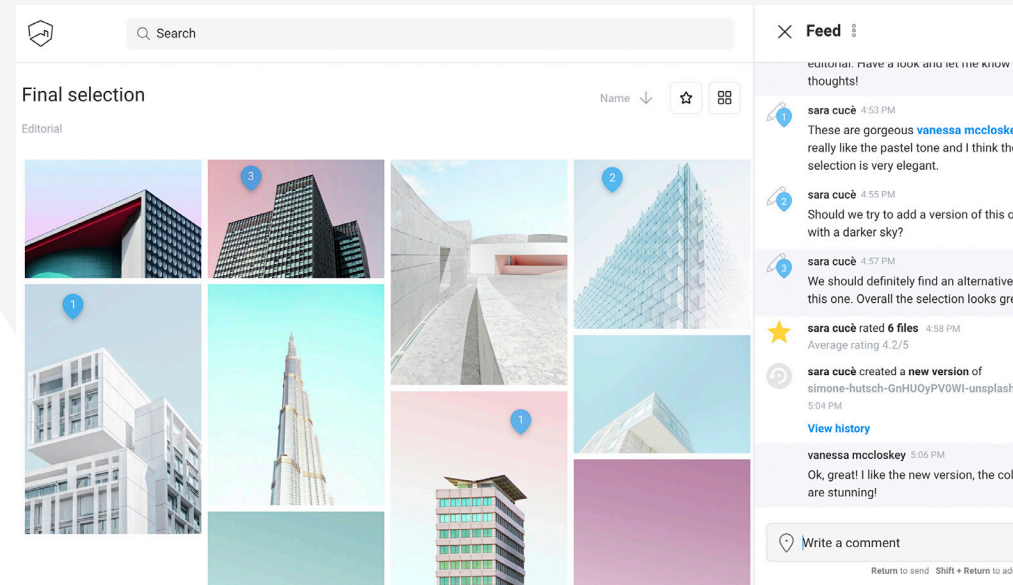 Search
Final selection
Name
Editorial
3
2
1
1
Feed
editorial. Have a look and let me know
thoughts!
1
sara cucè 4:53 PM
These are gorgeous vanessa mccloske
really like the pastel tone and I think the
selection is very elegant.
2
sara cucè 4:55 PM
Should we try to add a version of this o
with a darker sky?
3
sara cucè 4:57 PM
We should definitely find an alternative
this one. Overall the selection looks gre
sara cucè rated 6 files 4:58 PM
Average rating 4.2/5
sara cucè created a new version of
simone-hutsch-GnHUOyPV0WI-unsplash
5:04 PM
View history
vanessa mccloskey 5:06 PM
Ok, great! I like the new version, the col
are stunning!
Write a comment
Return to send Shift + Return to add